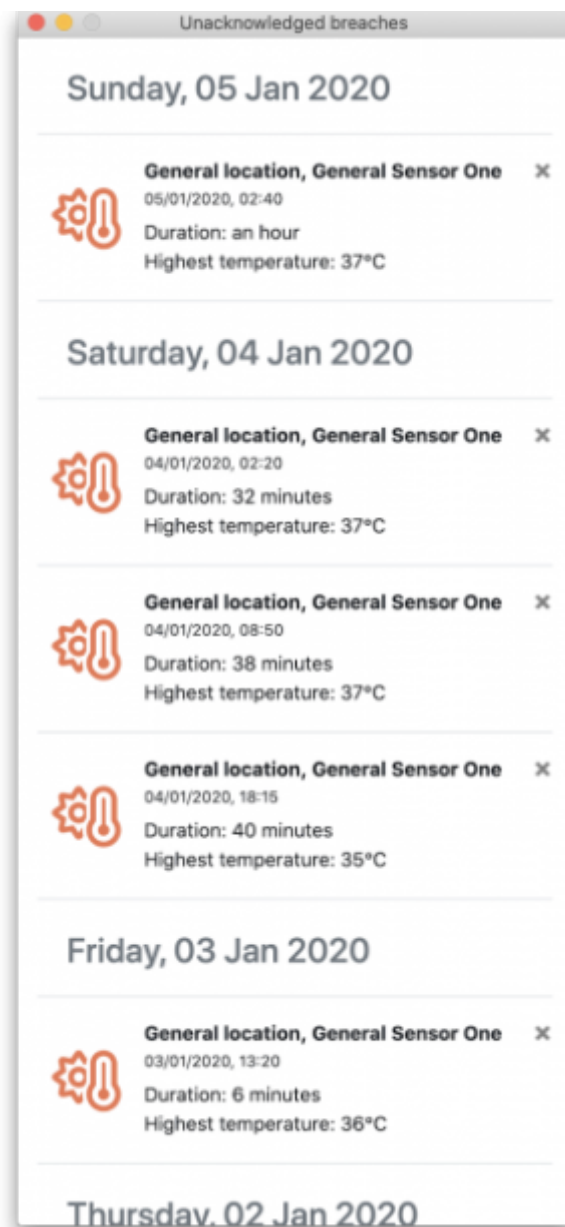 Unacknowledged breaches
Sunday, 05 Jan 2020
General location, General Sensor One
05/01/2020, 02:40
Duration: an hour
Highest temperature: 37°C
Saturday, 04 Jan 2020
General location, General Sensor One
04/01/2020, 02:20
Duration: 32 minutes
Highest temperature: 37°C
General location, General Sensor One
04/01/2020, 08:50
Duration: 38 minutes
Highest temperature: 37°C
General location, General Sensor One
04/01/2020, 18:15
Duration: 40 minutes
Highest temperature: 35°C
Friday, 03 Jan 2020
General location, General Sensor One
03/01/2020, 13:20
Duration: 6 minutes
Highest temperature: 36°C
Thursday, 02 Jan 2020